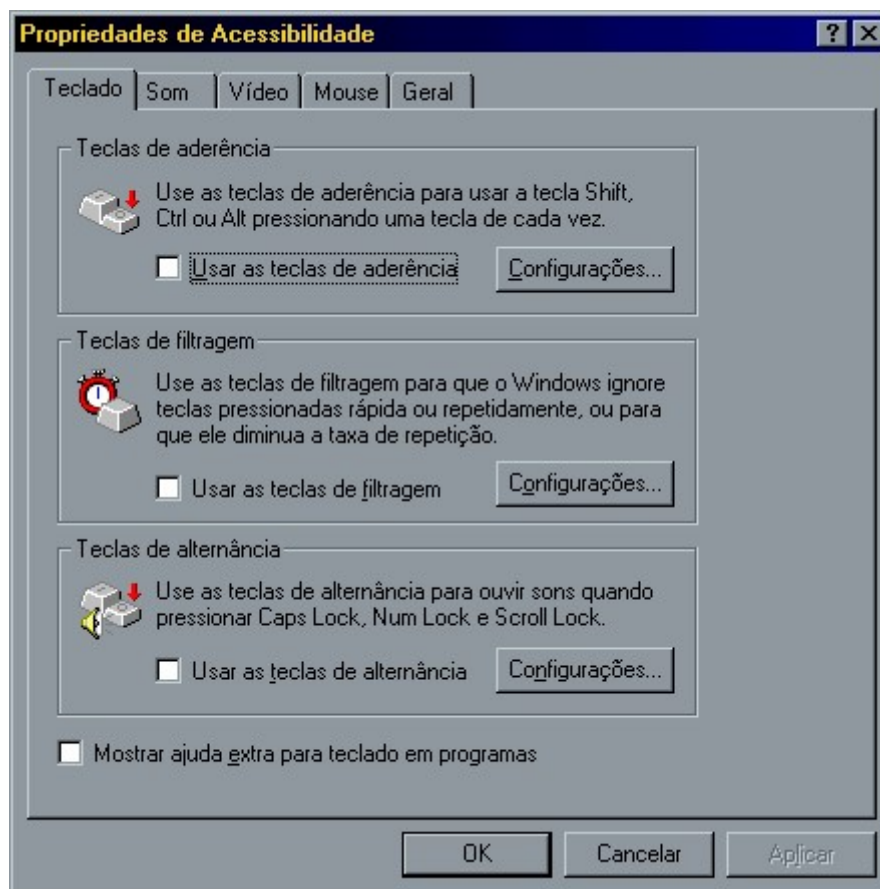 Propriedades de Acessibilidade
Teclado Som Vídeo Mouse Geral
Teclas de aderência
Use as teclas de aderência para usar a tecla Shift,
Ctrl ou Alt pressionando uma tecla de cada vez.
Usar as teclas de aderência Configurações...
Teclas de filtragem
Use as teclas de filtragem para que o Windows ignore
teclas pressionadas rápida ou repetidamente, ou para
que ele diminua a taxa de repetição.
Usar as teclas de filtragem Configurações...
Teclas de alternância
Use as teclas de alternância para ouvir sons quando
pressionar Caps Lock, Num Lock e Scroll Lock.
Usar as teclas de alternância Configurações...
Mostrar ajuda extra para teclado em programas
OK Cancelar Aplicar